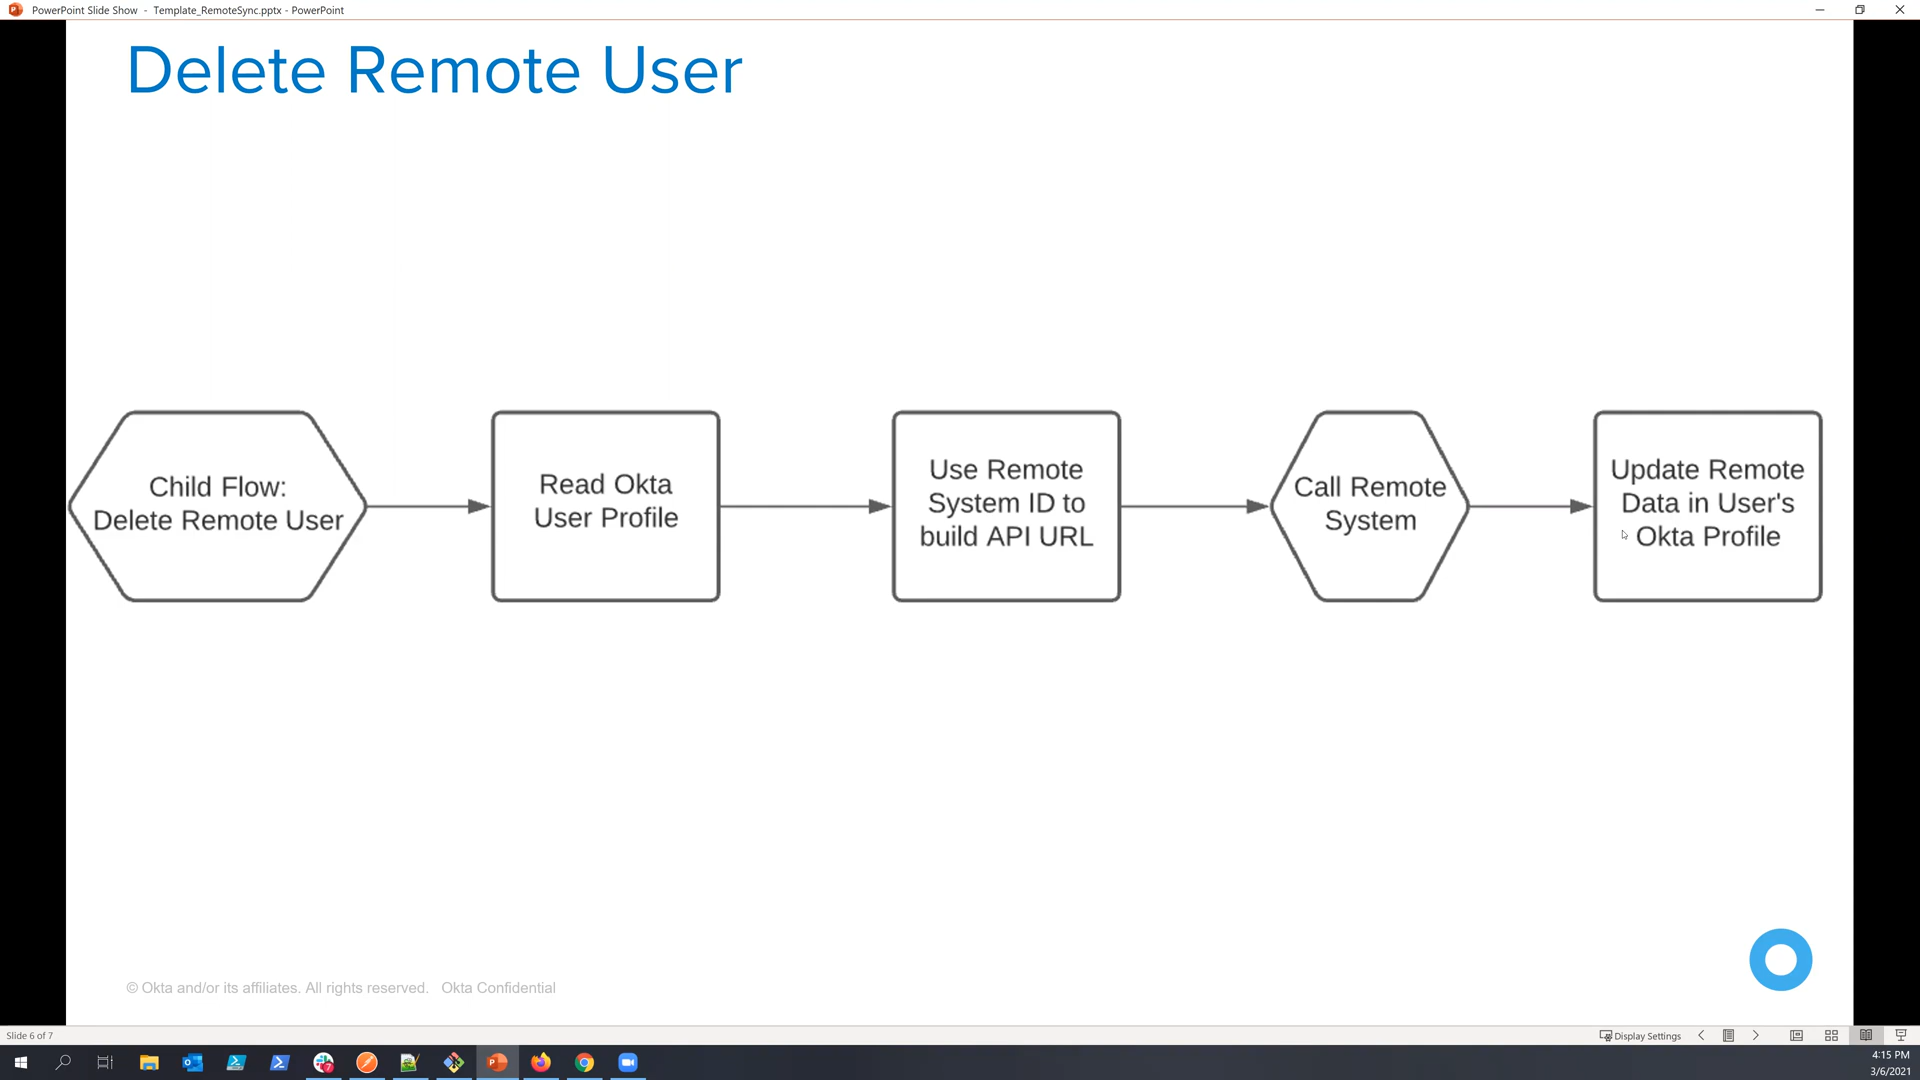 PowerPoint Slide Show - Template_RemoteSync.pptx - PowerPoint
Delete Remote User
Child Flow:
Delete Remote User
Read Okta
User Profile
Use Remote
System ID to
build API URL
Call Remote
System
Update Remote
Data in User's
Okta Profile
© Okta and/or its affiliates. All rights reserved. Okta Confidential
Slide 6 of 7
Display Settings
4:15 PM
3/6/2021